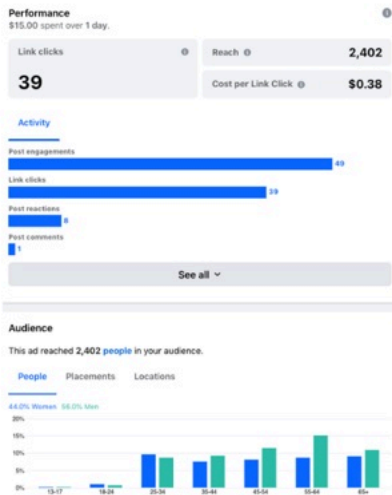 Performance
$15.00 spent over 1 day.
Link clicks
39
Reach 2,402
Cost per Link Click $0.38
Activity
Post engagements
49
Link clicks
39
Post reactions
8
Post comments
1
See all
Audience
This ad reached 2,402 people in your audience.
People Placements Locations
44.0% Women 56.0% Men
20%
15%
10%
5%
0%
13-17 18-24 25-34 35-44 45-54 55-64 65+